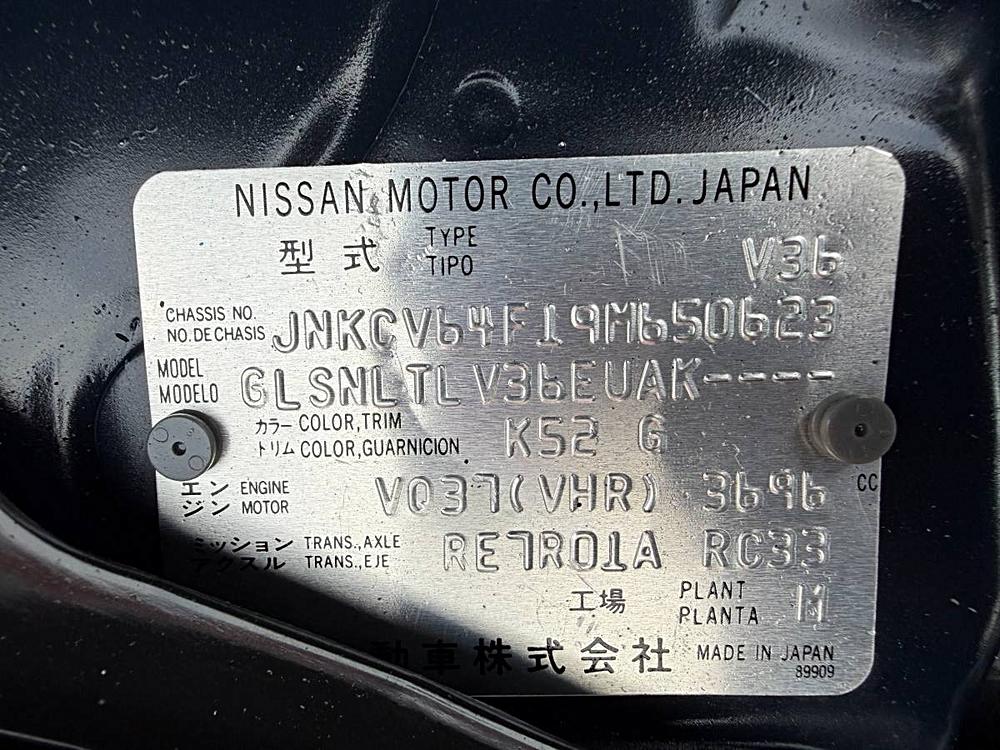 NISSAN MOTOR CO.,LTD. JAPAN
型式 TYPE TIPO V36
CHASSIS NO. NO. DE CHASIS JNKCV64F19M650623
MODEL MODELO GLSNLTLV36EUAK----
カラー COLOR,TRIM トリム COLOR,GUARNICION K52 G
エンジン ENGINE MOTOR VQ37(VHR) 3696 CC
ミッション アクスル TRANS.,AXLE TRANS.,EJE RE7R01A RC33
工場 PLANT PLANTA M
動車株式会社 MADE IN JAPAN
89909